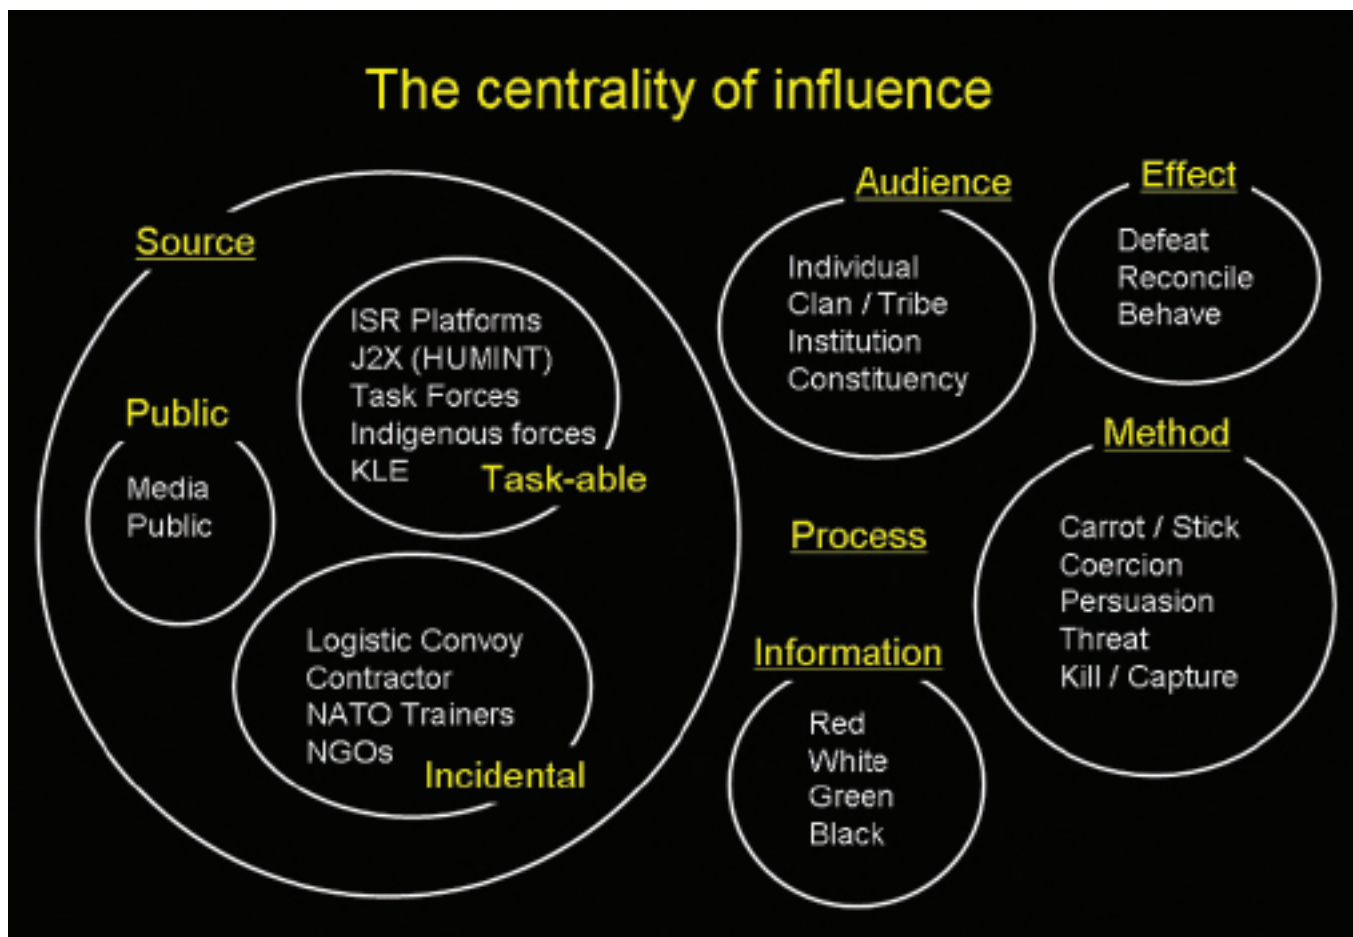 The centrality of influence
Source
Public
Media
Public
ISR Platforms
J2X (HUMINT)
Task Forces
Indigenous forces
KLE
Task-able
Logistic Convoy
Contractor
NATO Trainers
NGOs
Incidental
Audience
Individual
Clan / Tribe
Institution
Constituency
Effect
Defeat
Reconcile
Behave
Process
Method
Carrot / Stick
Coercion
Persuasion
Threat
Kill / Capture
Information
Red
White
Green
Black